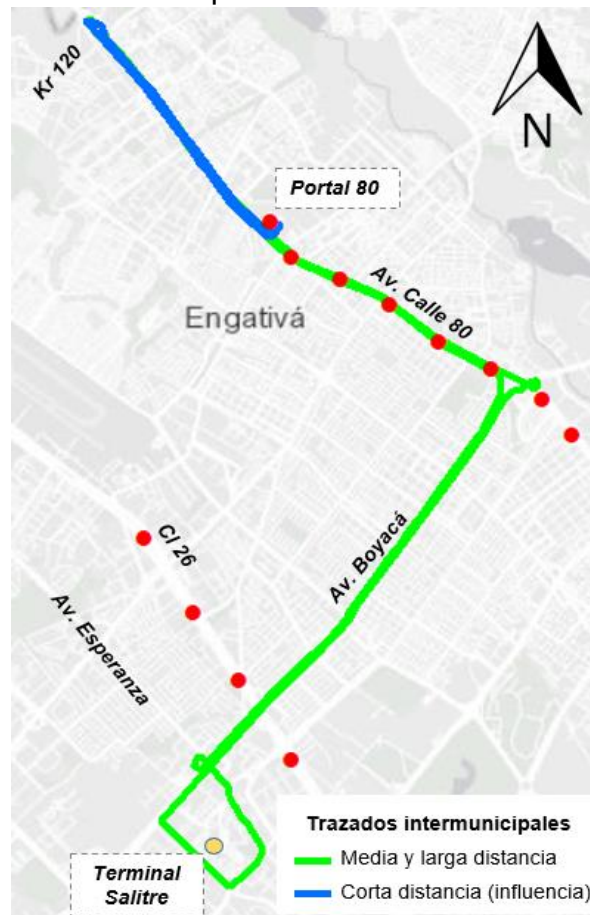 Kr 120
N
Portal 80
Av. Calle 80
Engativá
Av. Boyacá
Cl 26
Av. Esperanza
Trazados intermunicipales
Media y larga distancia
Corta distancia (influencia)
Terminal
Salitre